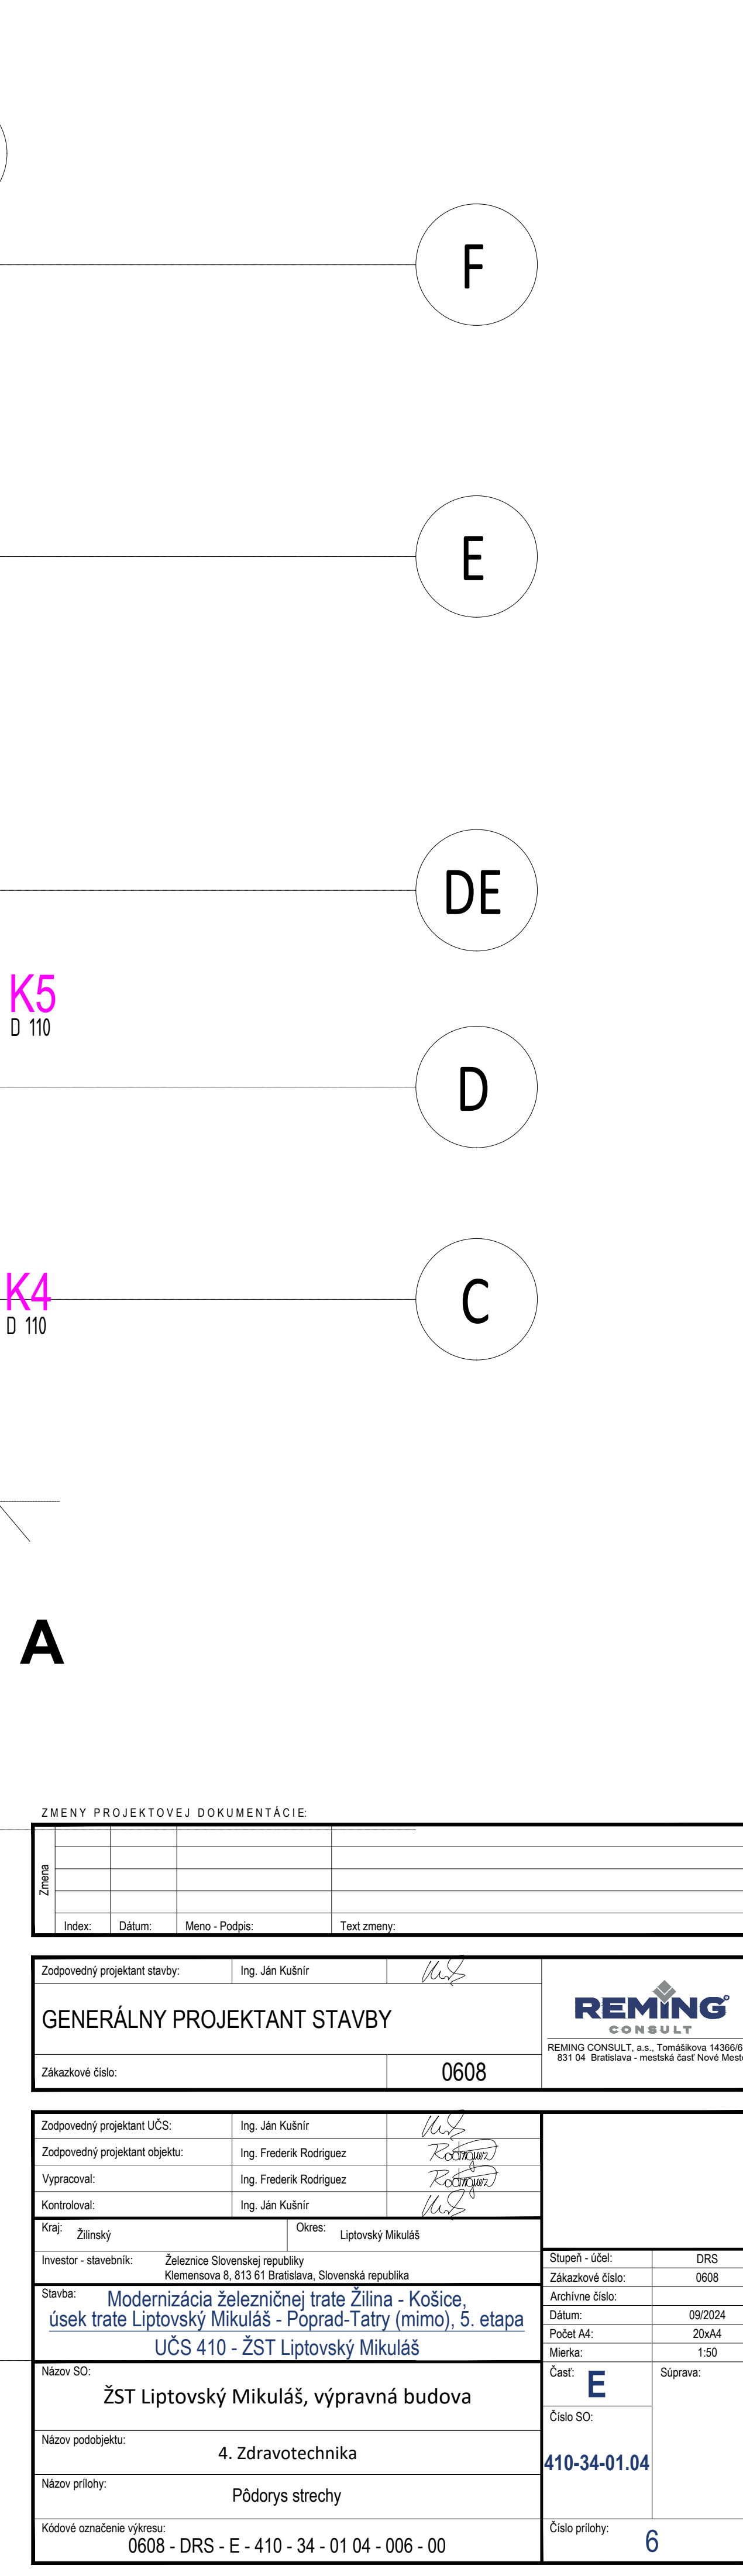 F
E
DE
K5
D 110
D
K4
D 110
C
A
ZMENY PROJEKTOVEJ DOKUMENTÁCIE:
Zmena
Index: Dátum: Meno - Podpis: Text zmeny:
Zodpovedný projektant stavby: Ing. Ján Kušnír
GENERÁLNY PROJEKTANT STAVBY
REMING
CONSULT
REMING CONSULT, a.s., Tomášikova 14366/6
831 04 Bratislava - mestská časť Nové Mest
Zákazkové číslo: 0608
Zodpovedný projektant UČS: Ing. Ján Kušnír
Zodpovedný projektant objektu: Ing. Frederik Rodriguez Rodriguez
Vypracoval: Ing. Frederik Rodriguez Rodriguez
Kontroloval: Ing. Ján Kušnír
Kraj: Žilinský Okres: Liptovský Mikuláš
Investor - stavebník: Železnice Slovenskej republiky
Klemensova 8, 813 61 Bratislava, Slovenská republika
Stavba: Modernizácia železničnej trate Žilina - Košice,
úsek trate Liptovský Mikuláš - Poprad-Tatry (mimo), 5. etapa
UČS 410 - ŽST Liptovský Mikuláš
Názov SO:
ŽST Liptovský Mikuláš, výpravná budova
Názov podobjektu:
4. Zdravotechnika
Názov prílohy:
Pôdorys strechy
Kódové označenie výkresu:
0608 - DRS - E - 410 - 34 - 01 04 - 006 - 00
Stupeň - účel: DRS
Zákazkové číslo: 0608
Archívne číslo:
Dátum: 09/2024
Počet A4: 20xA4
Mierka: 1:50
Časť: E Súprava:
Číslo SO:
410-34-01.04
Číslo prílohy: 6